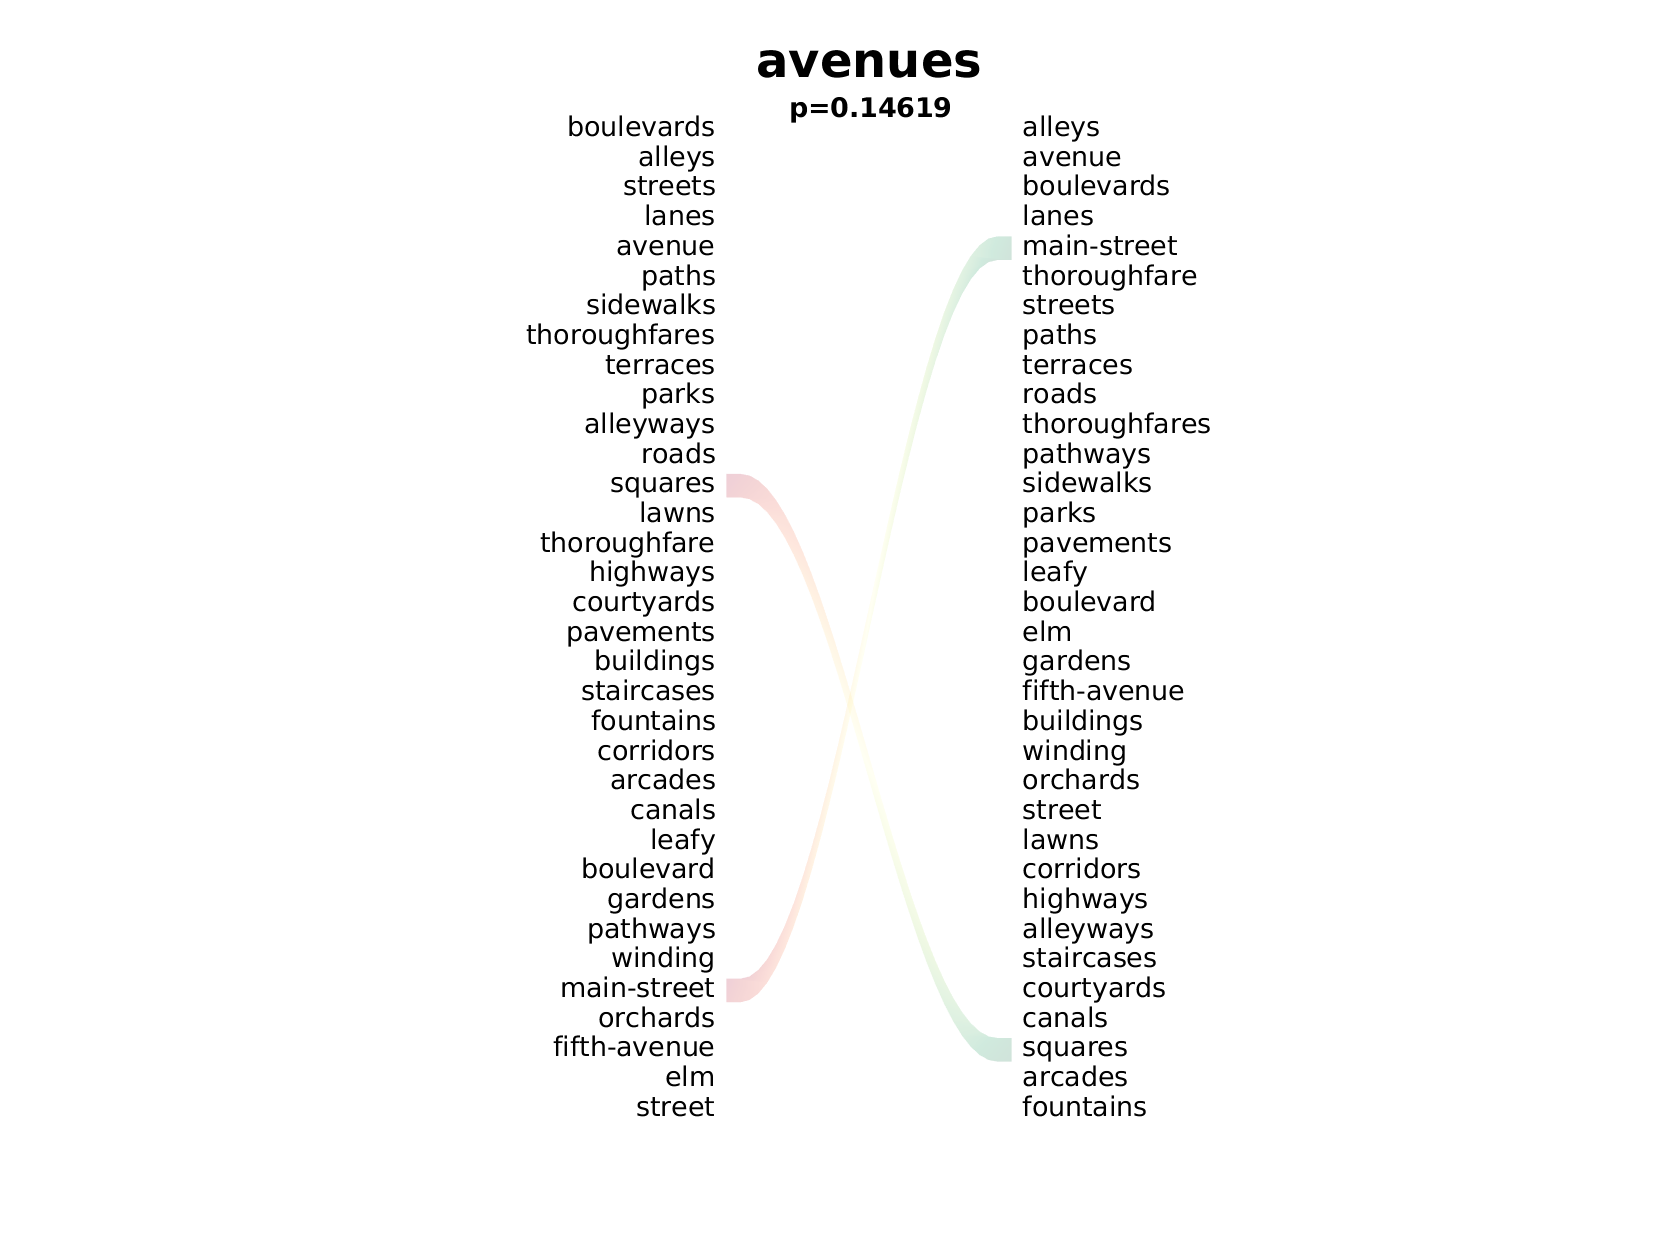 avenues
p=0.14619
boulevards alleys
alleys avenue
streets boulevards
lanes lanes
avenue main-street
paths thoroughfare
sidewalks streets
thoroughfares paths
terraces terraces
parks roads
alleyways thoroughfares
roads pathways
squares sidewalks
lawns parks
thoroughfare pavements
highways leafy
courtyards boulevard
pavements elm
buildings gardens
staircases fifth-avenue
fountains buildings
corridors winding
arcades orchards
canals street
leafy lawns
boulevard corridors
gardens highways
pathways alleyways
winding staircases
main-street courtyards
orchards canals
fifth-avenue squares
elm arcades
street fountains